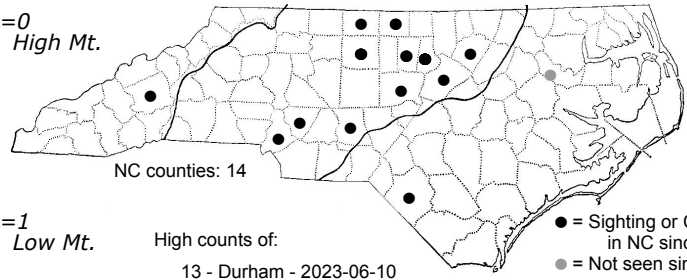 =0
High Mt.
NC counties: 14
=1
Low Mt.
High counts of:
13 - Durham - 2023-06-10
● = Sighting or
in NC sinc
● = Not seen sin